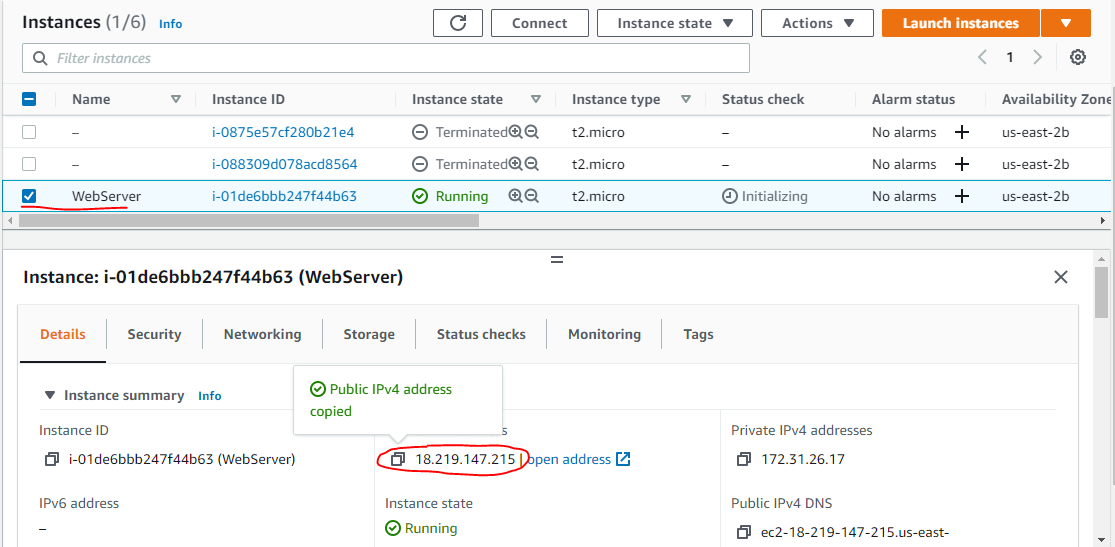 Instances (1/6) Info Connect Instance state Actions Launch instances
Filter instances 1
Name Instance ID Instance state Instance type Status check Alarm status Availability Zone
– i-0875e57cf280b21e4 Terminated t2.micro – No alarms us-east-2b
– i-088309d078acd8564 Terminated t2.micro – No alarms us-east-2b
WebServer i-01de6bbb247f44b63 Running t2.micro Initializing No alarms us-east-2b
Instance: i-01de6bbb247f44b63 (WebServer)
Details Security Networking Storage Status checks Monitoring Tags
Public IPv4 address
copied
Instance summary Info
Instance ID Private IPv4 addresses
i-01de6bbb247f44b63 (WebServer) 18.219.147.215 | open address 172.31.26.17
IPv6 address Instance state Public IPv4 DNS
– Running ec2-18-219-147-215.us-east-